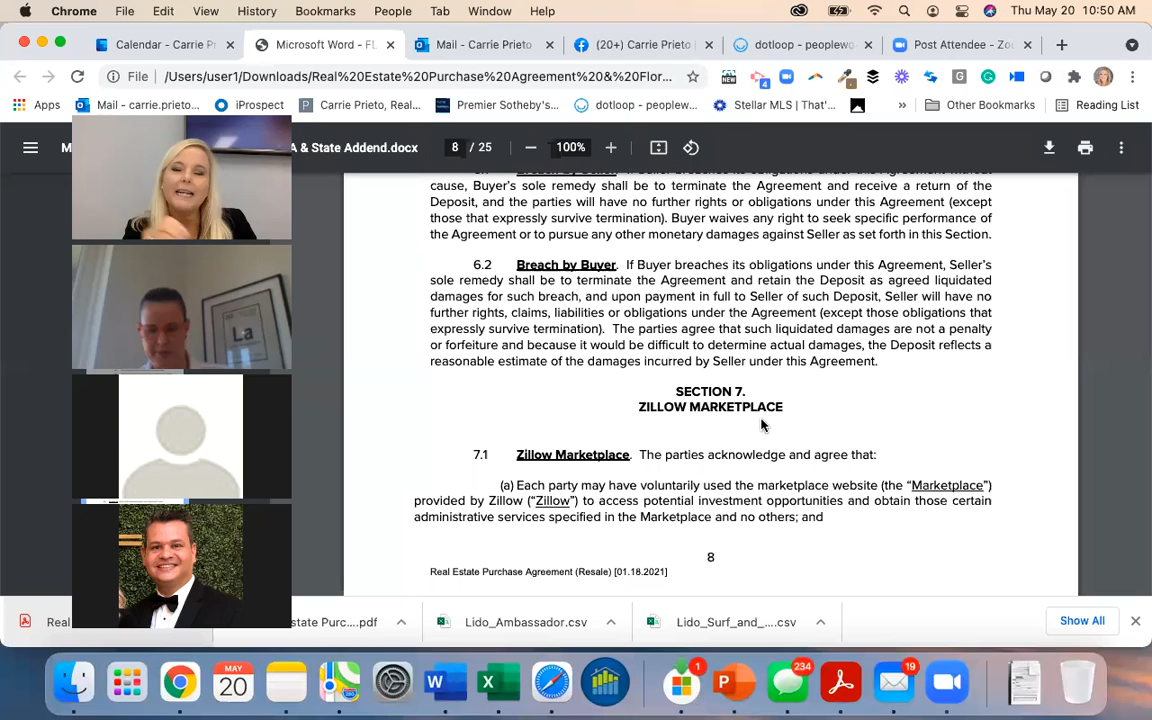 Chrome File Edit View History Bookmarks People Tab Window Help Thu May 20 10:50 AM
Calendar - Carrie Pr
Microsoft Word - FL
Mail - Carrie Prieto
(20+) Carrie Prieto
dotloop - peoplewo
Post Attendee - Zoo
File
/Users/user1/Downloads/Real%20Estate%20Purchase%20Agreement%20&%20Flor...
NEW
4
G
Apps
Mail - carrie.prieto...
iProspect
Carrie Prieto, Real...
Premier Sotheby's...
dotloop - peoplew...
Stellar MLS | That'...
»
Other Bookmarks
Reading List
M
A & State Addend.docx
8 / 25
100%
cause, Buyer's sole remedy shall be to terminate the Agreement and receive a return of the
Deposit, and the parties will have no further rights or obligations under this Agreement (except
those that expressly survive termination). Buyer waives any right to seek specific performance of
the Agreement or to pursue any other monetary damages against Seller as set forth in this Section.
6.2 Breach by Buyer. If Buyer breaches its obligations under this Agreement, Seller's
sole remedy shall be to terminate the Agreement and retain the Deposit as agreed liquidated
damages for such breach, and upon payment in full to Seller of such Deposit, Seller will have no
further rights, claims, liabilities or obligations under the Agreement (except those obligations that
expressly survive termination). The parties agree that such liquidated damages are not a penalty
or forfeiture and because it would be difficult to determine actual damages, the Deposit reflects a
reasonable estimate of the damages incurred by Seller under this Agreement.
SECTION 7.
ZILLOW MARKETPLACE
7.1 Zillow Marketplace. The parties acknowledge and agree that:
(a) Each party may have voluntarily used the marketplace website (the "Marketplace")
provided by Zillow ("Zillow") to access potential investment opportunities and obtain those certain
administrative services specified in the Marketplace and no others; and
8
Real Estate Purchase Agreement (Resale) [01.18.2021]
La
Real
state Purc....pdf
Lido_Ambassador.csv
Lido_Surf_and_....csv
Show All
MAY
20
W
X
1
P
234
19